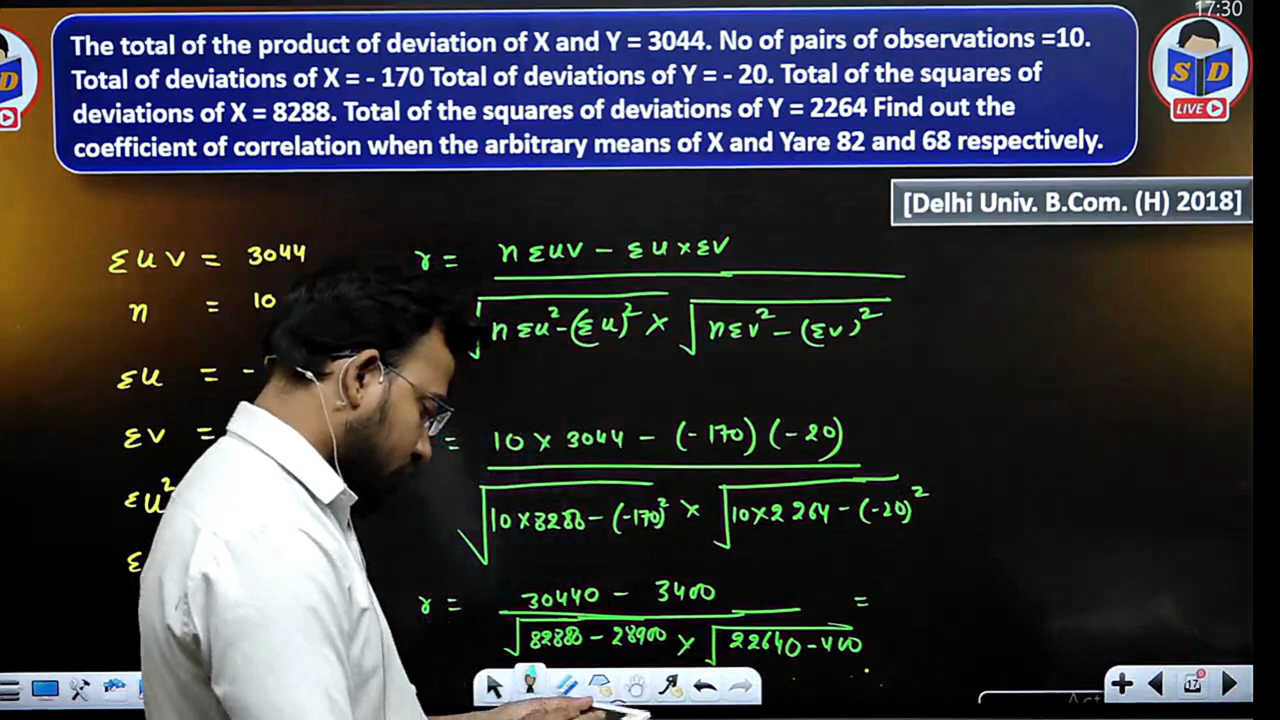 17:30
The total of the product of deviation of X and Y = 3044. No of pairs of observations =10.
Total of deviations of X = - 170 Total of deviations of Y = - 20. Total of the squares of
deviations of X = 8288. Total of the squares of deviations of Y = 2264 Find out the
coefficient of correlation when the arbitrary means of X and Yare 82 and 68 respectively.
S D
LIVE
D
[Delhi Univ. B.Com. (H) 2018]
Σuv = 3044
n = 10
Σu = -
Σv =
Σu²
Σ
r = nΣuv - Σu×Σv
√nΣu²-(Σu)² × √nΣv²-(Σv)²
= 10 × 3044 - (-170)(-20)
√10×8288-(-170)² × √10×2264-(-20)²
r = 30440 - 3400 =
√82880-28900 × √22640-400
17